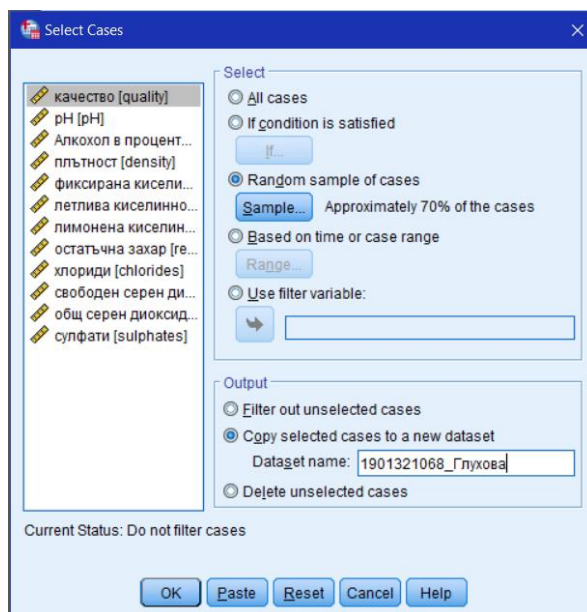 Select Cases
качество [quality]
pH [pH]
Алкохол в процент...
плътност [density]
фиксирана кисели...
летлива киселинно...
лимонена киселин...
остатъчна захар [re...
хлориди [chlorides]
свободен серен ди...
общ серен диоксид...
сулфати [sulphates]
Select
All cases
If condition is satisfied
If...
Random sample of cases
Sample... Approximately 70% of the cases
Based on time or case range
Range...
Use filter variable:
Output
Filter out unselected cases
Copy selected cases to a new dataset
Dataset name: 1901321068_Глухова
Delete unselected cases
Current Status: Do not filter cases
OK Paste Reset Cancel Help